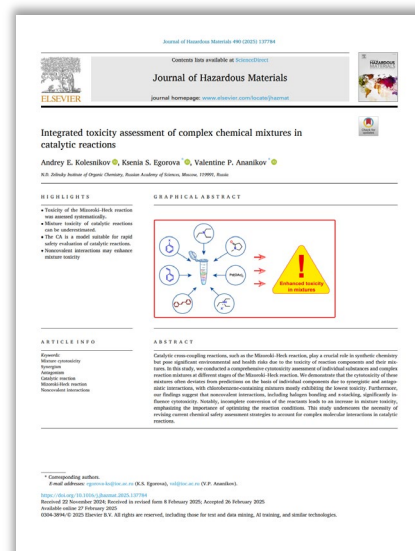 Journal of Hazardous Materials 490 (2025) 137784
Contents lists available at ScienceDirect
Journal of Hazardous Materials
journal homepage: www.elsevier.com/locate/jhazmat
ELSEVIER
HAZARDOUS
MATERIALS
Integrated toxicity assessment of complex chemical mixtures in
catalytic reactions
Andrey E. Kolesnikov, Ksenia S. Egorova *, Valentine P. Ananikov *
N.D. Zelinsky Institute of Organic Chemistry, Russian Academy of Sciences, Moscow, 119991, Russia
HIGHLIGHTS
• Toxicity of the Mizoroki-Heck reaction
was assessed systematically.
• Mixture toxicity of catalytic reactions
can be underestimated.
• The CA is a model suitable for rapid
safety evaluation of catalytic reactions.
• Noncovalent interactions may enhance
mixture toxicity
GRAPHICAL ABSTRACT
Enhanced toxicity
in mixtures
ARTICLE INFO
Keywords:
Mixture cytotoxicity
Synergism
Antagonism
Catalytic reaction
Mizoroki-Heck reaction
Noncovalent interactions
ABSTRACT
Catalytic cross-coupling reactions, such as the Mizoroki-Heck reaction, play a crucial role in synthetic chemistry
but pose significant environmental and health risks due to the toxicity of reaction components and their mix-
tures. In this study, we conducted a comprehensive cytotoxicity assessment of individual substances and complex
reaction mixtures at different stages of the Mizoroki-Heck reaction. We demonstrate that the cytotoxicity of these
mixtures often deviates from predictions on the basis of individual components due to synergistic and antago-
nistic interactions, with chlorobenzene-containing mixtures mostly exhibiting the lowest toxicity. Furthermore,
our findings suggest that noncovalent interactions, including halogen bonding and π-stacking, significantly in-
fluence cytotoxicity. Notably, incomplete conversion of the reactants leads to an increase in mixture toxicity,
emphasizing the importance of optimizing the reaction conditions. This study underscores the necessity of
revising current chemical safety assessment strategies to account for complex molecular interactions in catalytic
reactions.
* Corresponding authors.
E-mail addresses: egorova@ioc.ac.ru (K.S. Egorova), val@ioc.ac.ru (V.P. Ananikov).
https://doi.org/10.1016/j.jhazmat.2025.137784
Received 22 November 2024; Received in revised form 8 February 2025; Accepted 26 February 2025
Available online 27 February 2025
0304-3894/© 2025 Elsevier B.V. All rights are reserved, including those for text and data mining, AI training, and similar technologies.